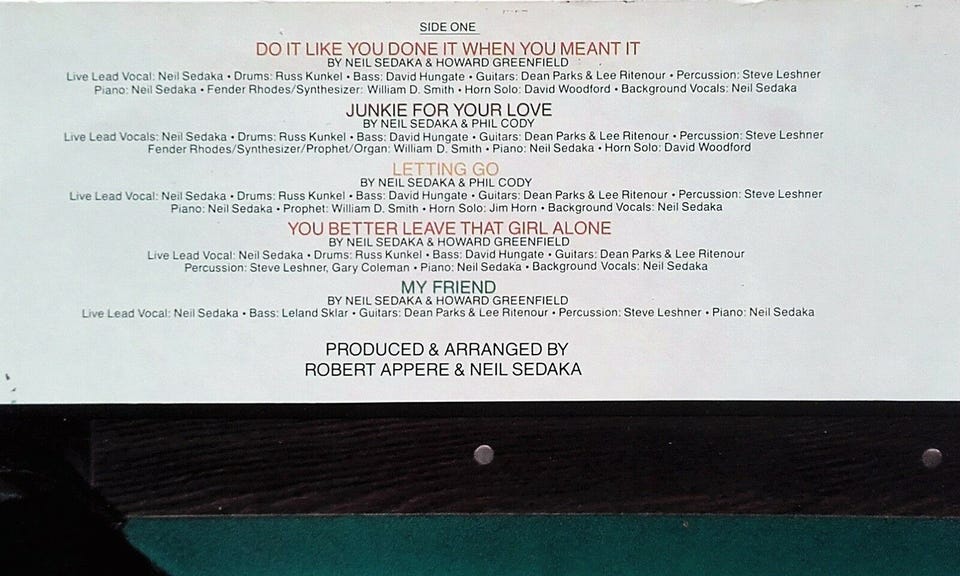 SIDE ONE
DO IT LIKE YOU DONE IT WHEN YOU MEANT IT
BY NEIL SEDAKA & HOWARD GREENFIELD
Live Lead Vocal: Neil Sedaka • Drums: Russ Kunkel • Bass: David Hungate • Guitars: Dean Parks & Lee Ritenour • Percussion: Steve Leshner
Piano: Neil Sedaka • Fender Rhodes/Synthesizer: William D. Smith • Horn Solo: David Woodford • Background Vocals: Neil Sedaka
JUNKIE FOR YOUR LOVE
BY NEIL SEDAKA & PHIL CODY
Live Lead Vocals: Neil Sedaka • Drums: Russ Kunkel • Bass: David Hungate • Guitars: Dean Parks & Lee Ritenour • Percussion: Steve Leshner
Fender Rhodes/Synthesizer/Prophet/Organ: William D. Smith • Piano: Neil Sedaka • Horn Solo: David Woodford
LETTING GO
BY NEIL SEDAKA & PHIL CODY
Live Lead Vocal: Neil Sedaka • Drums: Russ Kunkel • Bass: David Hungate • Guitars: Dean Parks & Lee Ritenour • Percussion: Steve Leshner
Piano: Neil Sedaka • Prophet: William D. Smith • Horn Solo: Jim Horn • Background Vocals: Neil Sedaka
YOU BETTER LEAVE THAT GIRL ALONE
BY NEIL SEDAKA & HOWARD GREENFIELD
Live Lead Vocal: Neil Sedaka • Drums: Russ Kunkel • Bass: David Hungate • Guitars: Dean Parks & Lee Ritenour
Percussion: Steve Leshner, Gary Coleman • Piano: Neil Sedaka • Background Vocals: Neil Sedaka
MY FRIEND
BY NEIL SEDAKA & HOWARD GREENFIELD
Live Lead Vocal: Neil Sedaka • Bass: Leland Sklar • Guitars: Dean Parks & Lee Ritenour • Percussion: Steve Leshner • Piano: Neil Sedaka
PRODUCED & ARRANGED BY
ROBERT APPERE & NEIL SEDAKA